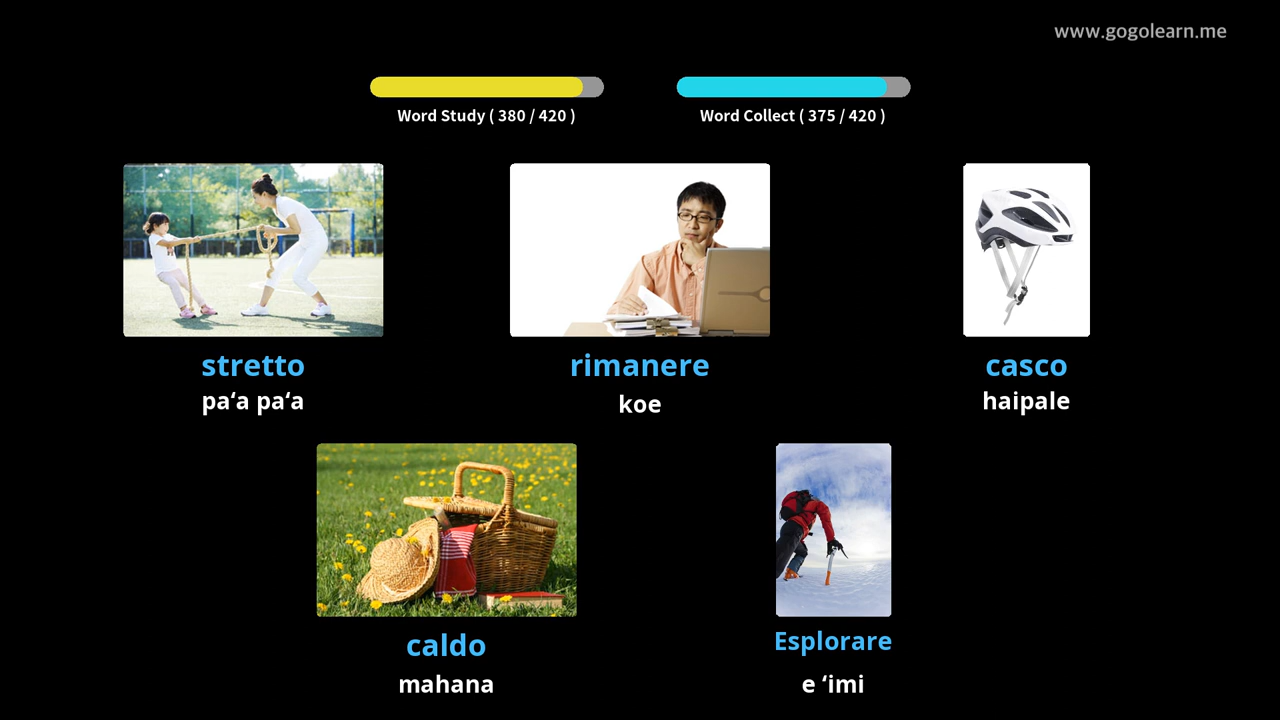 www.gogolearn.me
Word Study ( 380 / 420 )
Word Collect ( 375 / 420 )
stretto
paʻa paʻa
rimanere
koe
casco
haipale
caldo
mahana
Esplorare
e ʻimi